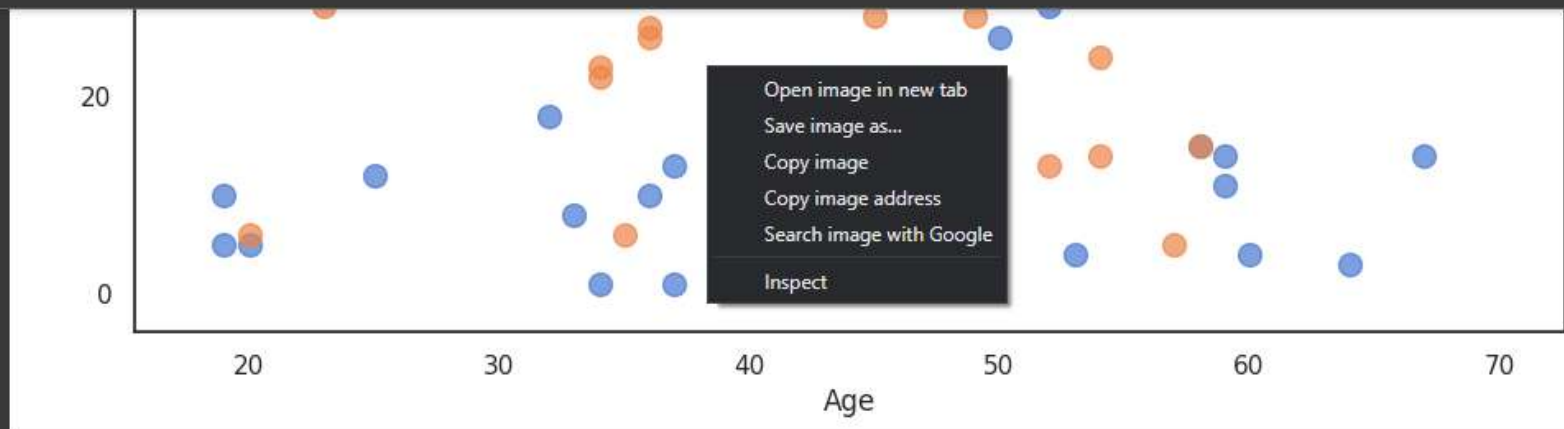 20
0
Open image in new tab
Save image as...
Copy image
Copy image address
Search image with Google
Inspect
20 30 40 50 60 70
Age